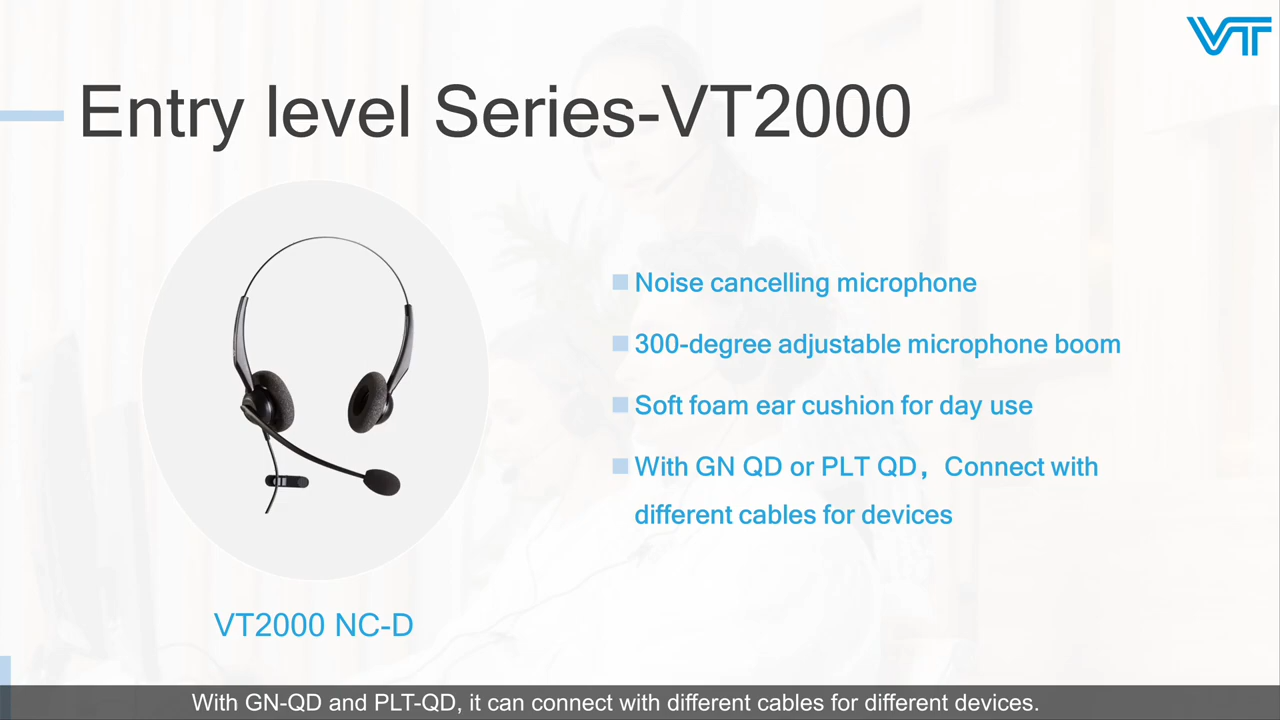 VT
Entry level Series-VT2000
Noise cancelling microphone
300-degree adjustable microphone boom
Soft foam ear cushion for day use
With GN QD or PLT QD，Connect with
different cables for devices
VT2000 NC-D
With GN-QD and PLT-QD, it can connect with different cables for different devices.